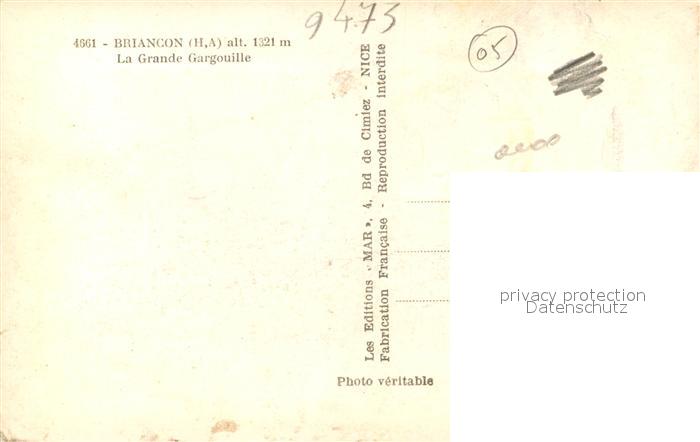 9473
05
4661 - BRIANCON (H,A) alt. 1321 m
La Grande Gargouille
Les Editions « MAR », 4, Bd de Cimiez - NICE
Fabrication Française - Reproduction interdite
Photo véritable
privacy protection
Datenschutz